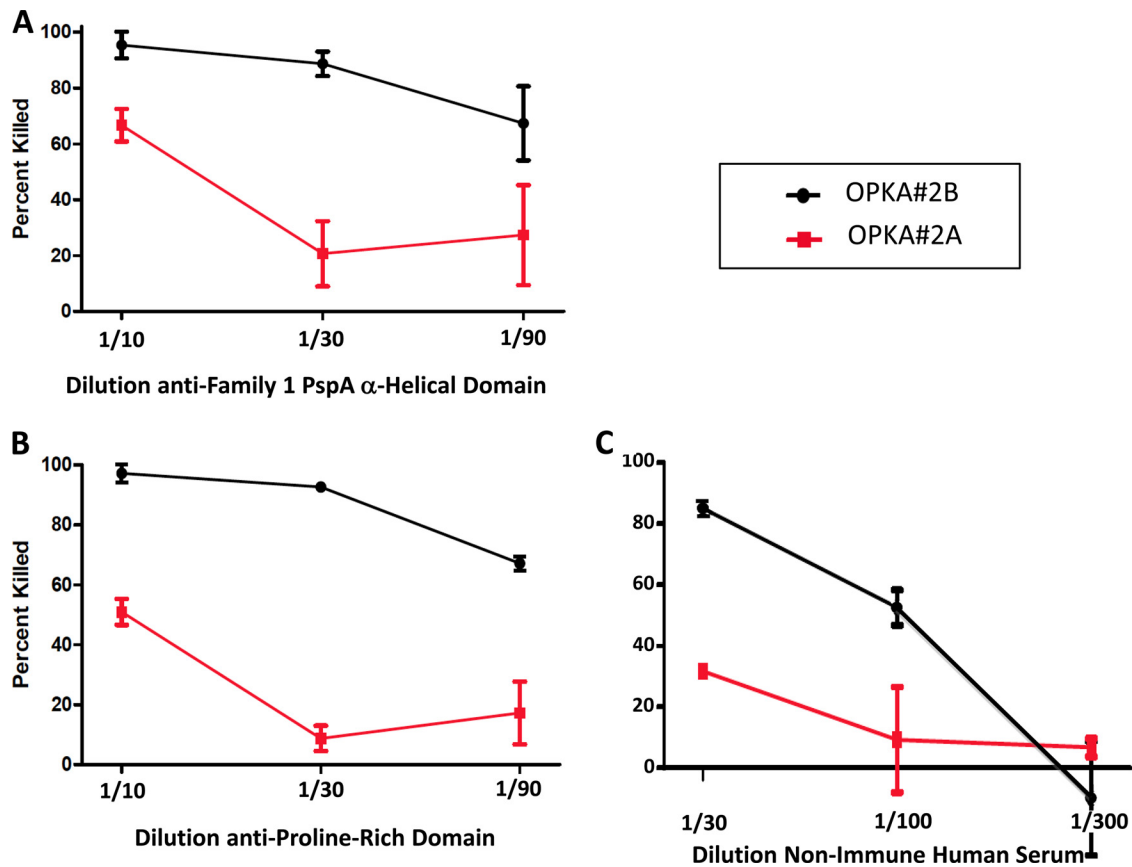 A
Percent Killed
100
80
60
40
20
0
1/10 1/30 1/90
Dilution anti-Family 1 PspA α-Helical Domain
OPKA#2B
OPKA#2A
B
Percent Killed
100
80
60
40
20
0
1/10 1/30 1/90
Dilution anti-Proline-Rich Domain
C
100
80
60
40
20
0
1/30 1/100 1/300
Dilution Non-Immune Human Serum